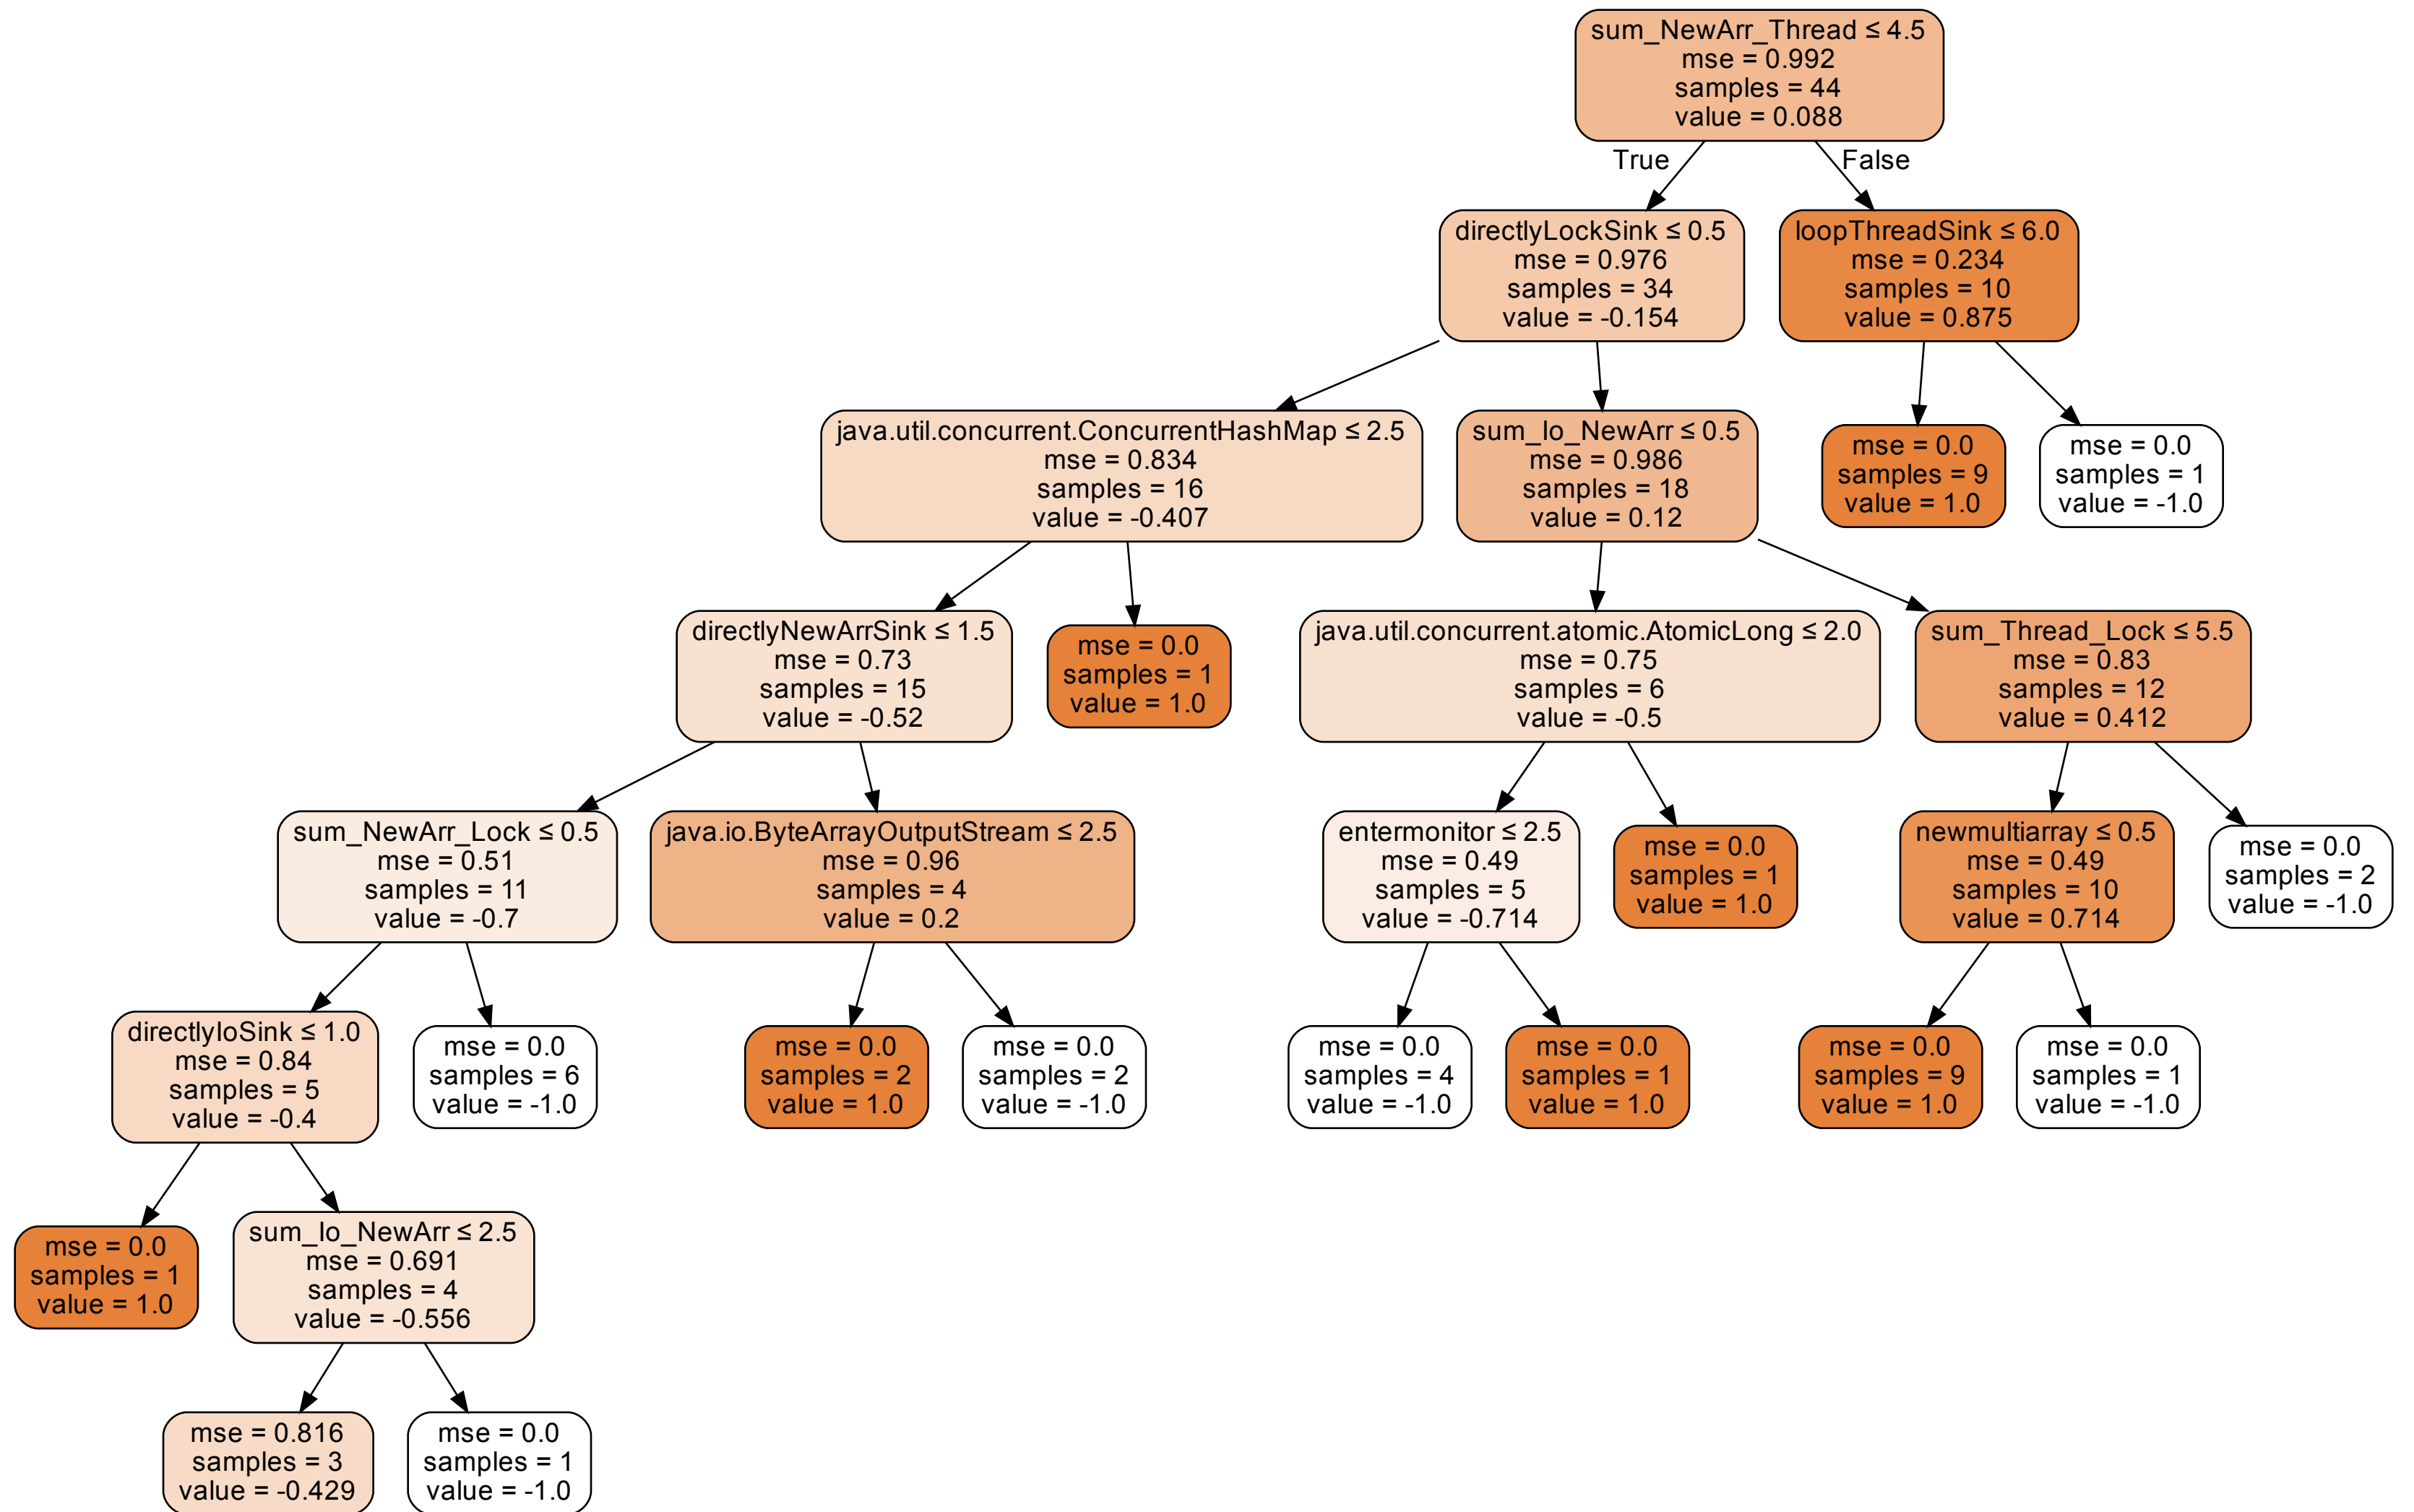 sum_NewArr_Thread ≤ 4.5
mse = 0.992
samples = 44
value = 0.088
True
False
directlyLockSink ≤ 0.5
mse = 0.976
samples = 34
value = -0.154
loopThreadSink ≤ 6.0
mse = 0.234
samples = 10
value = 0.875
java.util.concurrent.ConcurrentHashMap ≤ 2.5
mse = 0.834
samples = 16
value = -0.407
sum_Io_NewArr ≤ 0.5
mse = 0.986
samples = 18
value = 0.12
mse = 0.0
samples = 9
value = 1.0
mse = 0.0
samples = 1
value = -1.0
directlyNewArrSink ≤ 1.5
mse = 0.73
samples = 15
value = -0.52
mse = 0.0
samples = 1
value = 1.0
java.util.concurrent.atomic.AtomicLong ≤ 2.0
mse = 0.75
samples = 6
value = -0.5
sum_Thread_Lock ≤ 5.5
mse = 0.83
samples = 12
value = 0.412
sum_NewArr_Lock ≤ 0.5
mse = 0.51
samples = 11
value = -0.7
java.io.ByteArrayOutputStream ≤ 2.5
mse = 0.96
samples = 4
value = 0.2
entermonitor ≤ 2.5
mse = 0.49
samples = 5
value = -0.714
mse = 0.0
samples = 1
value = 1.0
newmultiarray ≤ 0.5
mse = 0.49
samples = 10
value = 0.714
mse = 0.0
samples = 2
value = -1.0
directlyIoSink ≤ 1.0
mse = 0.84
samples = 5
value = -0.4
mse = 0.0
samples = 6
value = -1.0
mse = 0.0
samples = 2
value = 1.0
mse = 0.0
samples = 2
value = -1.0
mse = 0.0
samples = 4
value = -1.0
mse = 0.0
samples = 1
value = 1.0
mse = 0.0
samples = 9
value = 1.0
mse = 0.0
samples = 1
value = -1.0
mse = 0.0
samples = 1
value = 1.0
sum_Io_NewArr ≤ 2.5
mse = 0.691
samples = 4
value = -0.556
mse = 0.816
samples = 3
value = -0.429
mse = 0.0
samples = 1
value = -1.0